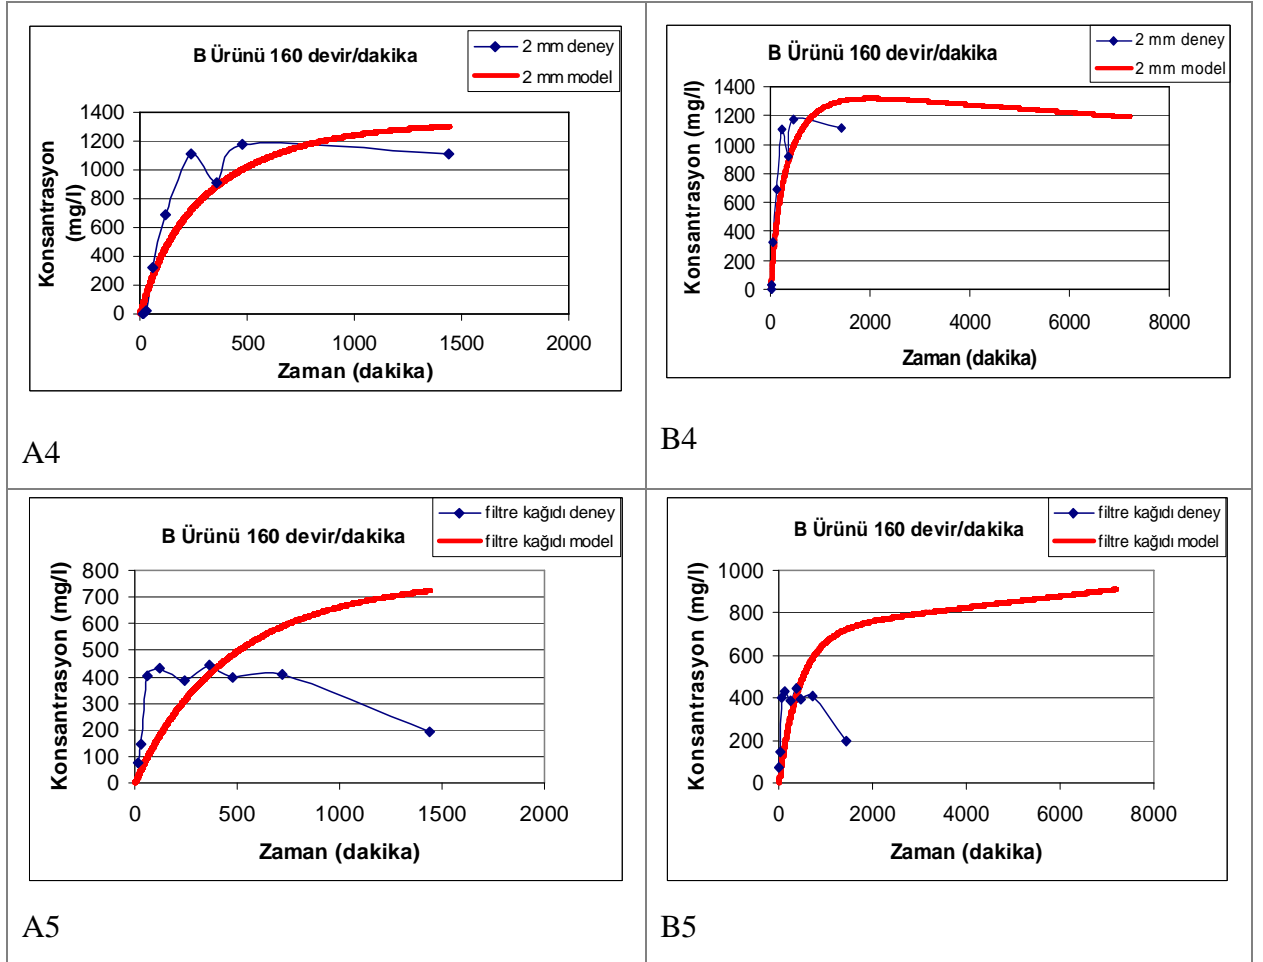 B Ürünü 160 devir/dakika
2 mm deney
2 mm model
Konsantrasyon
(mg/l)
1400
1200
1000
800
600
400
200
0
0 500 1000 1500 2000
Zaman (dakika)
A4
B Ürünü 160 devir/dakika
2 mm deney
2 mm model
Konsantrasyon (mg/l)
1400
1200
1000
800
600
400
200
0
0 2000 4000 6000 8000
Zaman (dakika)
B4
B Ürünü 160 devir/dakika
filtre kağıdı deney
filtre kağıdı model
Konsantrasyon (mg/l)
800
700
600
500
400
300
200
100
0
0 500 1000 1500 2000
Zaman (dakika)
A5
B Ürünü 160 devir/dakika
filtre kağıdı deney
filtre kağıdı model
Konsantrasyon (mg/l)
1000
800
600
400
200
0
0 2000 4000 6000 8000
Zaman (dakika)
B5